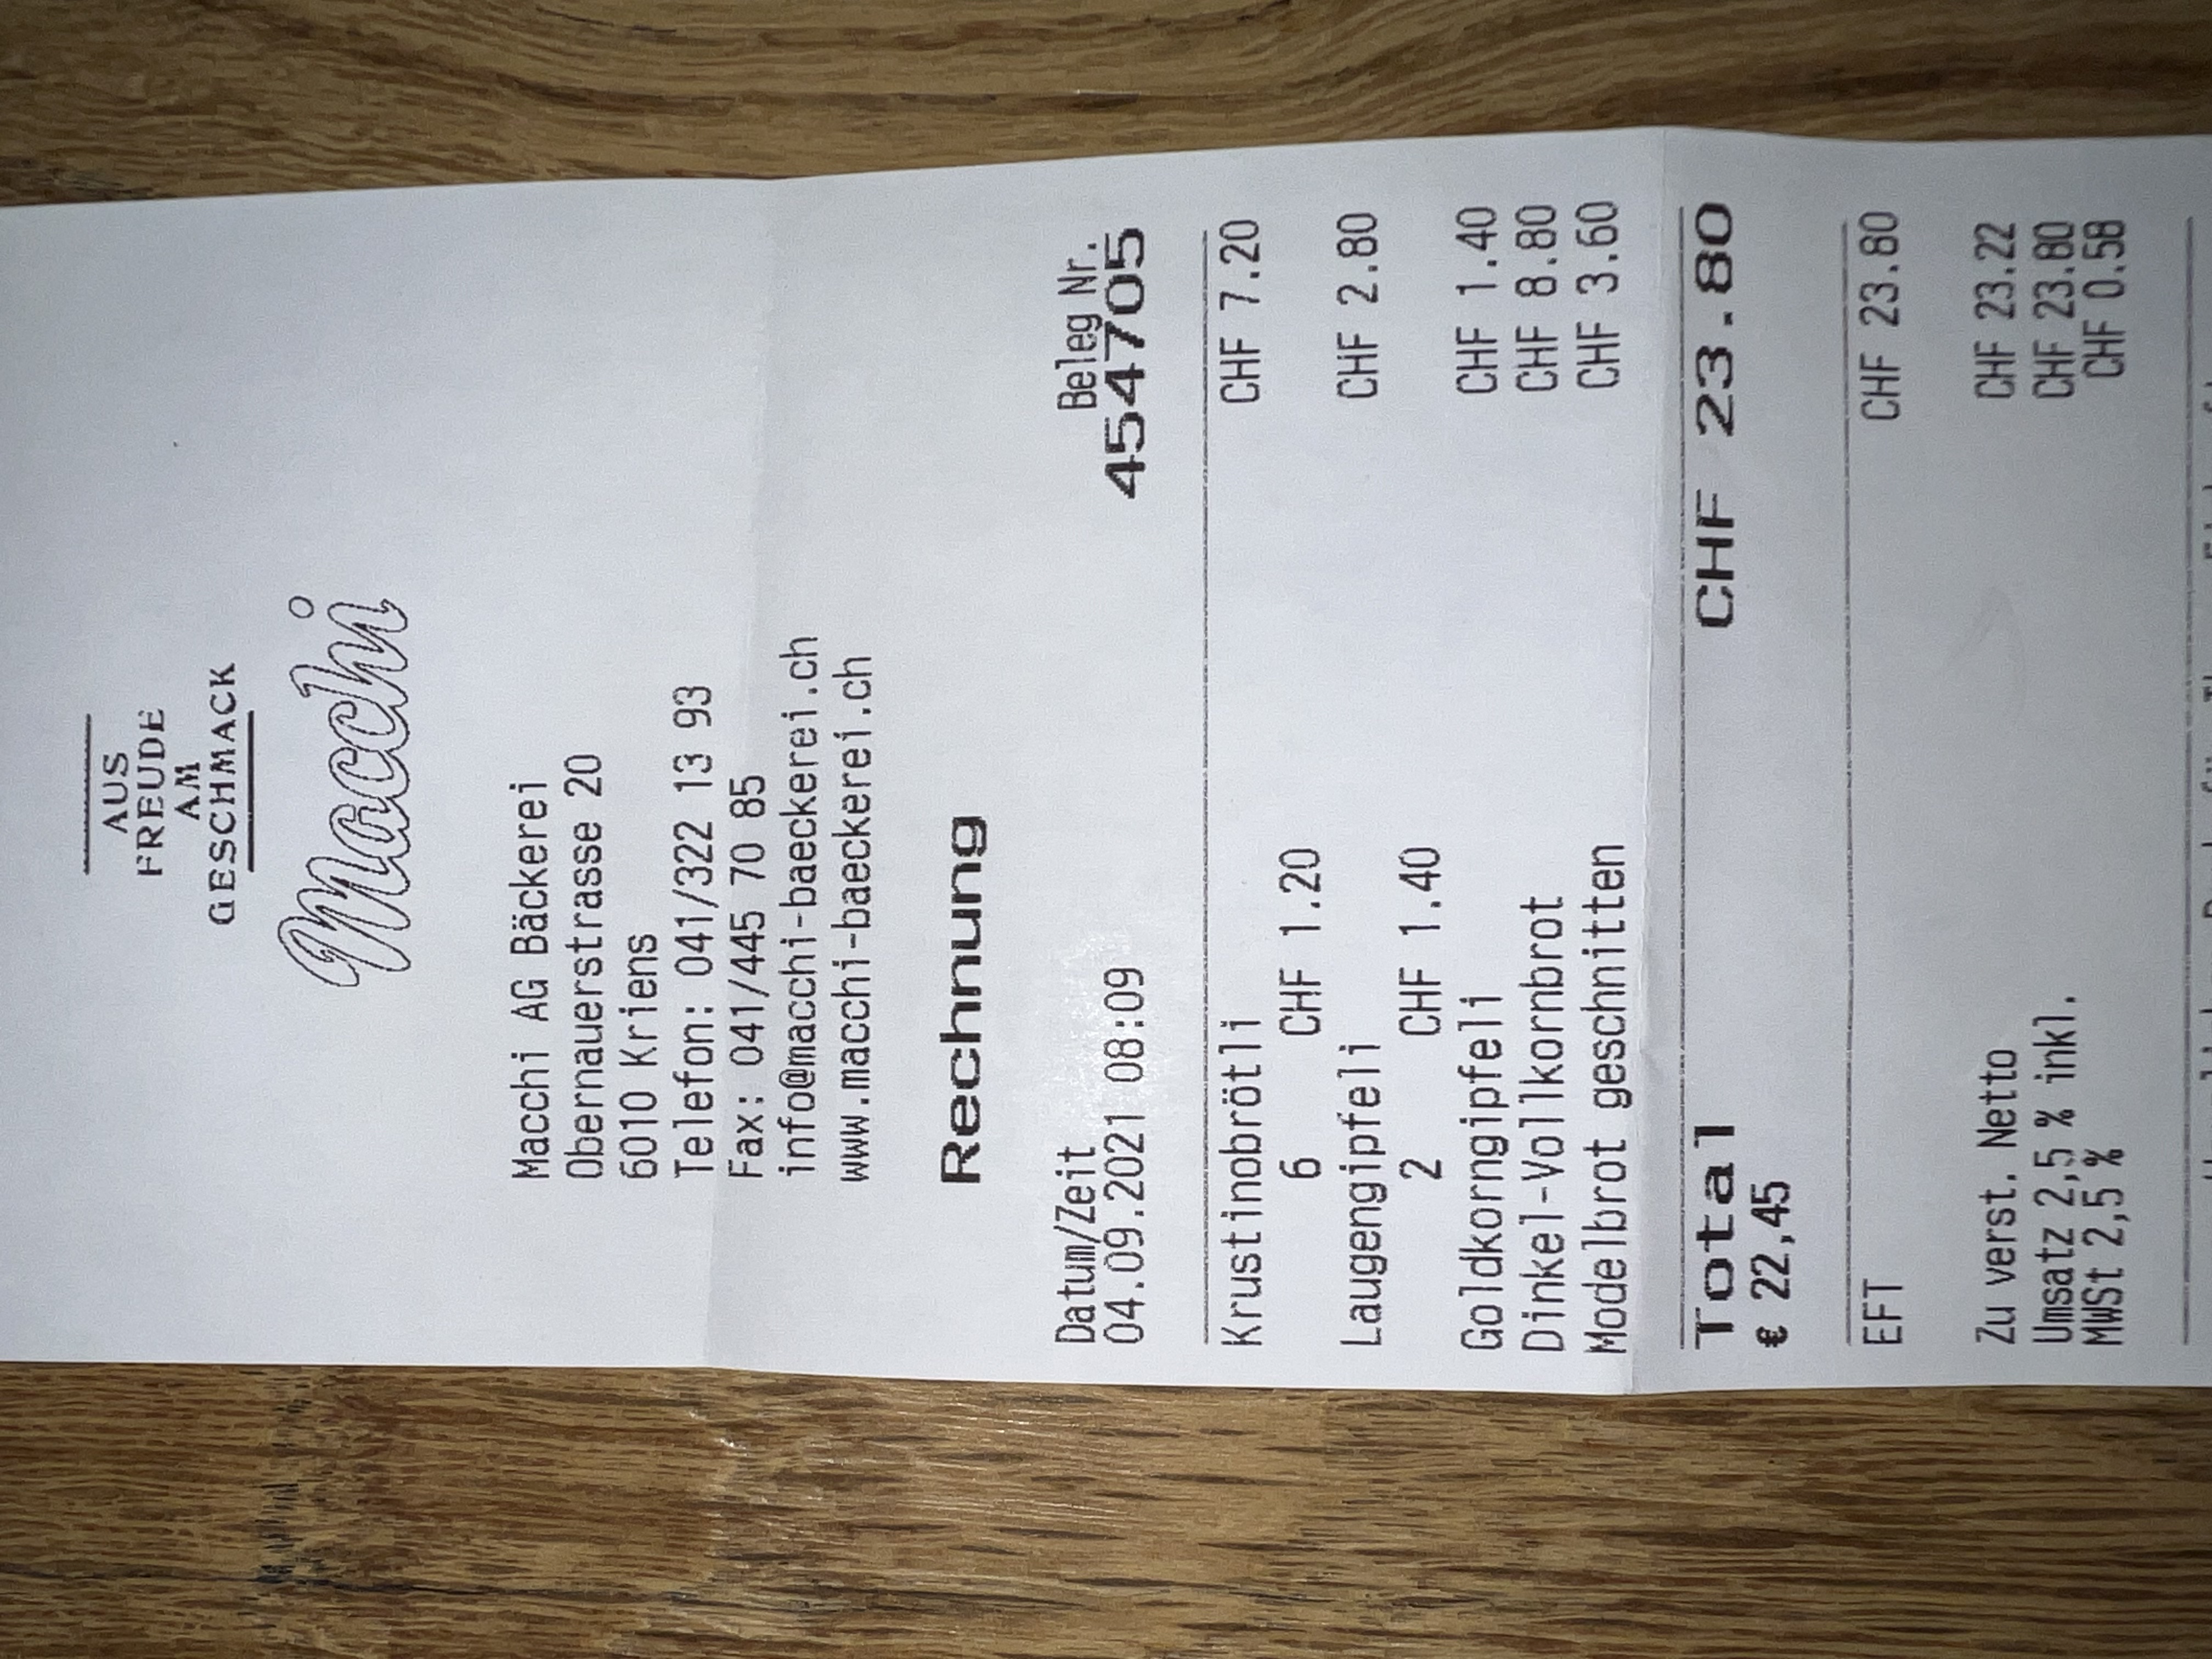 AUS
FREUDE
AM
GESCHMACK
Macchi
Macchi AG Bäckerei
Obernauerstrasse 20
6010 Kriens
Telefon: 041/322 13 93
Fax: 041/445 70 85
info@macchi-baeckerei.ch
www.macchi-baeckerei.ch
Rechnung
Datum/Zeit Beleg Nr.
04.09.2021 08:09 454705
Krustinobrötli CHF 7.20
6 CHF 1.20
Laugengipfeli CHF 2.80
2 CHF 1.40
Goldkorngipfeli CHF 1.40
Dinkel-Vollkornbrot CHF 8.80
Modelbrot geschnitten CHF 3.60
Total CHF 23.80
€ 22,45
EFT CHF 23.80
Zu verst. Netto CHF 23.22
Umsatz 2,5 % inkl. CHF 23.80
MWSt 2,5 % CHF 0.58